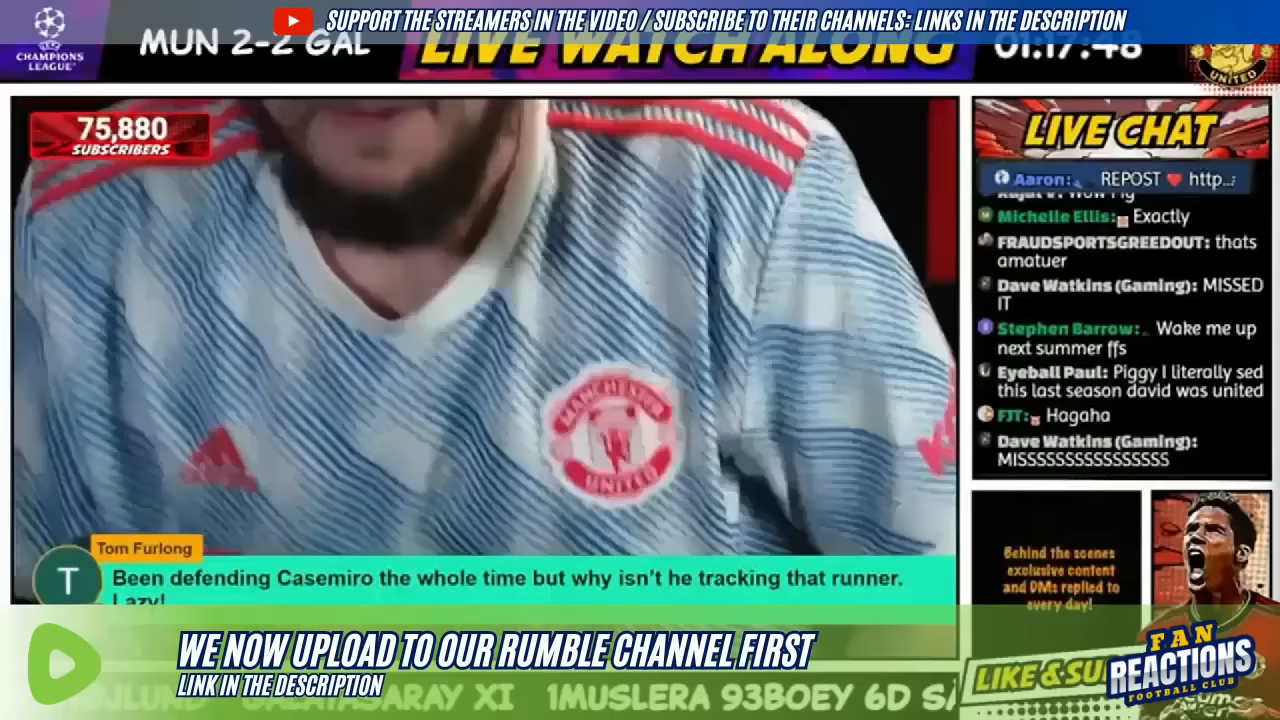 SUPPORT THE STREAMERS IN THE VIDEO / SUBSCRIBE TO THEIR CHANNELS: LINKS IN THE DESCRIPTION
UEFA
CHAMPIONS
LEAGUE
MUN 2-2 GAL
LIVE WATCH ALONG
01:17:48
UNITED
75,880
SUBSCRIBERS
LIVE CHAT
Aaron: REPOST ❤ http..:
Michelle Ellis: Exactly
FRAUDSPORTSGREEDOUT: thats
amatuer
Dave Watkins (Gaming): MISSED
IT
Stephen Barrow: Wake me up
next summer ffs
Eyeball Paul: Piggy I literally sed
this last season david was united
FJT: Hagaha
Dave Watkins (Gaming):
MISSSSSSSSSSSSSSSS
MANCHESTER
UNITED
Tom Furlong
T
Been defending Casemiro the whole time but why isn't he tracking that runner.
Lazy!
Behind the scenes
exclusive content
and DMs replied to
every day!
WE NOW UPLOAD TO OUR RUMBLE CHANNEL FIRST
LINK IN THE DESCRIPTION
LIKE & SU
FAN
REACTIONS
FOOTBALL CLUB
JLUND GALATASARAY XI 1MUSLERA 93BOEY 6D SA